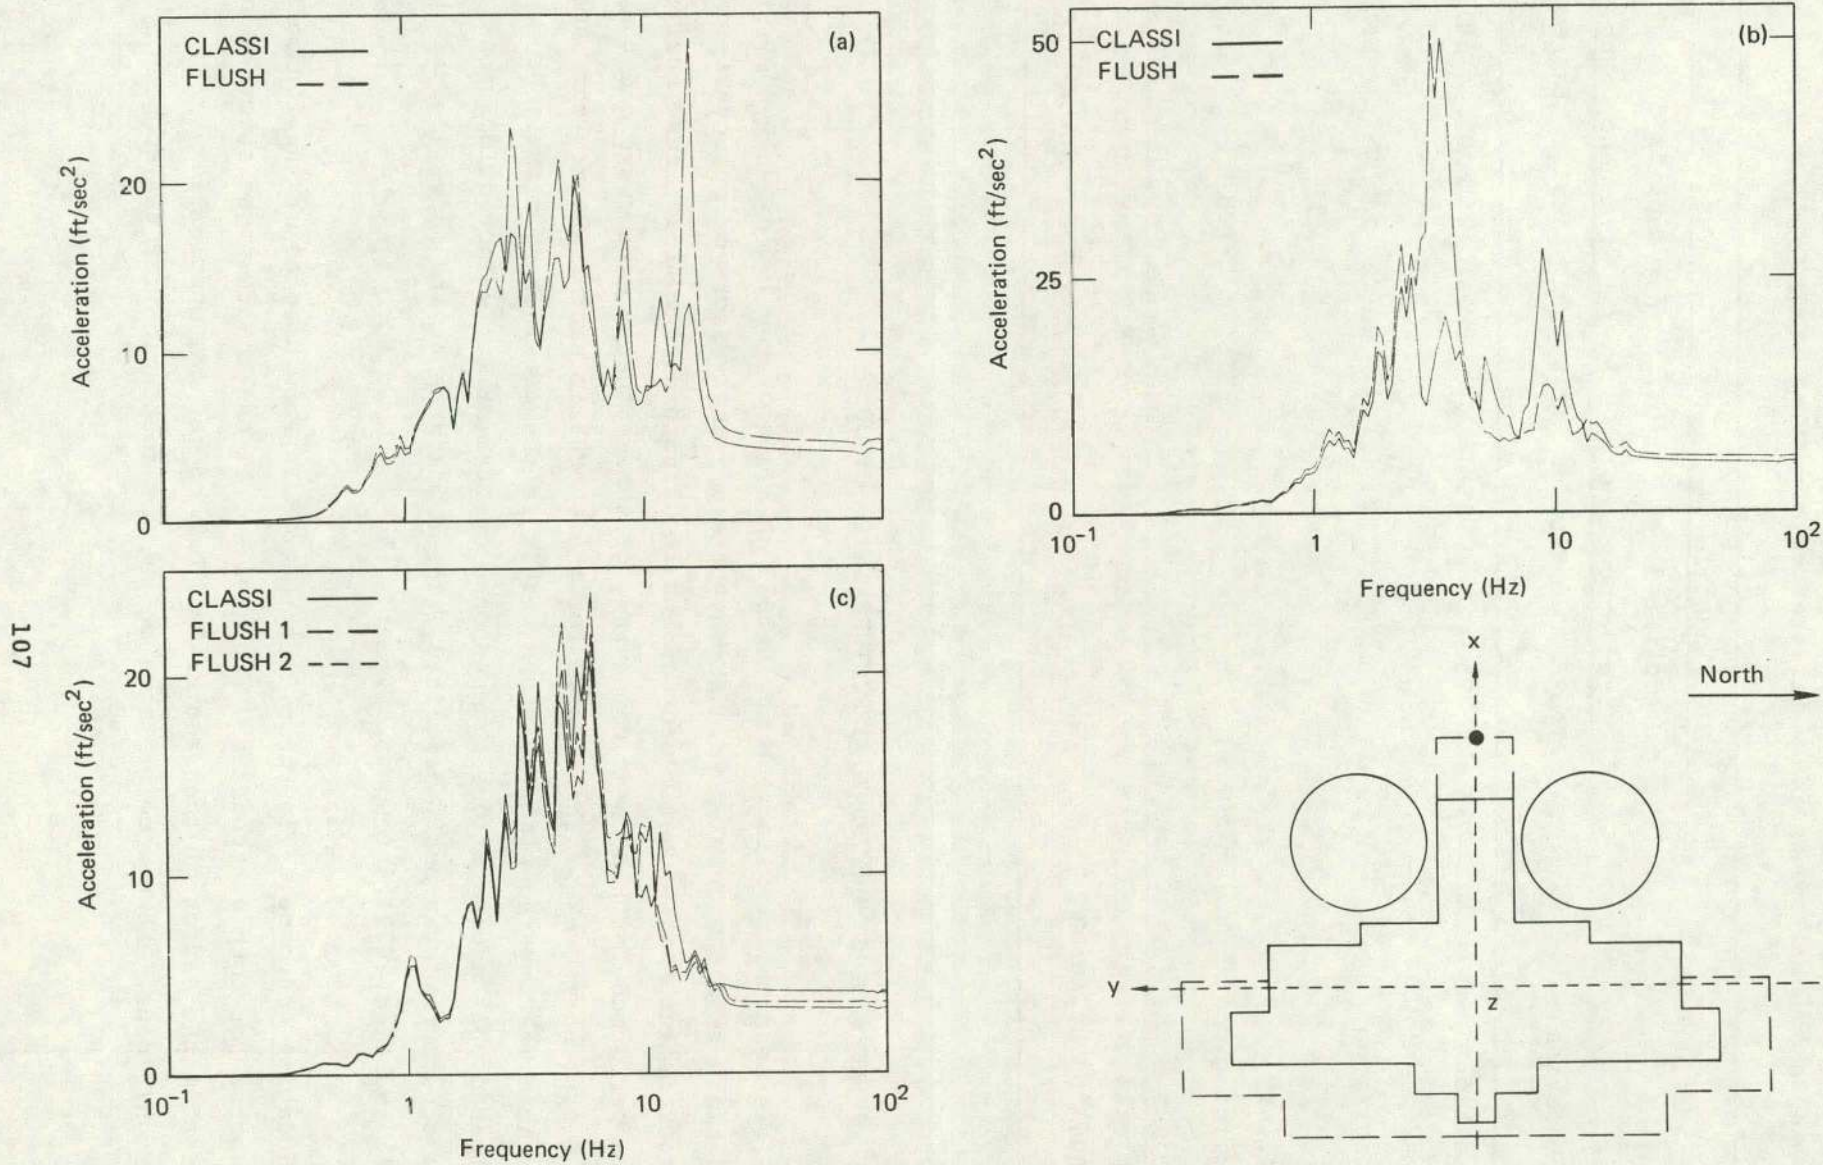 CLASSI
FLUSH
(a)
Acceleration (ft/sec²)
20
10
0
CLASSI
FLUSH
(b)
Acceleration (ft/sec²)
50
25
0
10⁻¹
1
10
10²
Frequency (Hz)
CLASSI
FLUSH 1
FLUSH 2
(c)
Acceleration (ft/sec²)
20
10
0
10⁻¹
1
10
10²
Frequency (Hz)
x
North
y
z
107